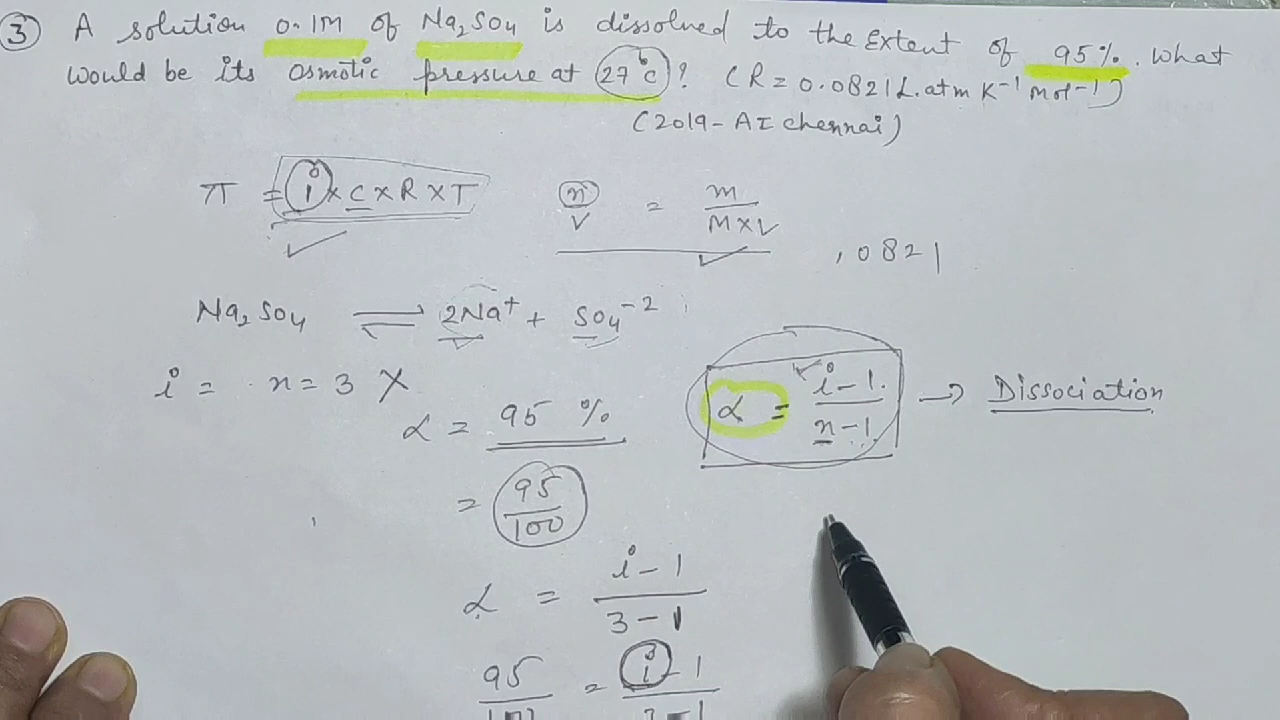 ③ A solution 0.1M of Na₂SO₄ is dissolved to the Extent of 95%. What
would be its osmotic pressure at 27°C? (R = 0.0821L.atm K⁻¹ mol⁻¹)
(2019 - AI Chennai)
π = i × C × R × T n/V = m/M×V
,0821
Na₂SO₄ ⇌ 2Na⁺ + SO₄⁻²
i = n = 3 X
α = 95 % α = i-1/n-1 → Dissociation
= 95/100
α = i-1/3-1
95/100 = i-1/3-1